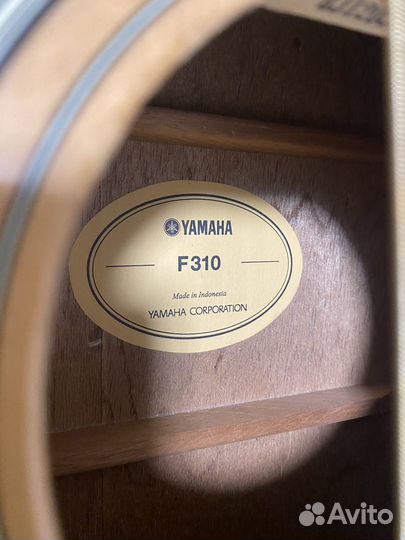 YAMAHA
F310
Made in Indonesia
YAMAHA CORPORATION
Avito